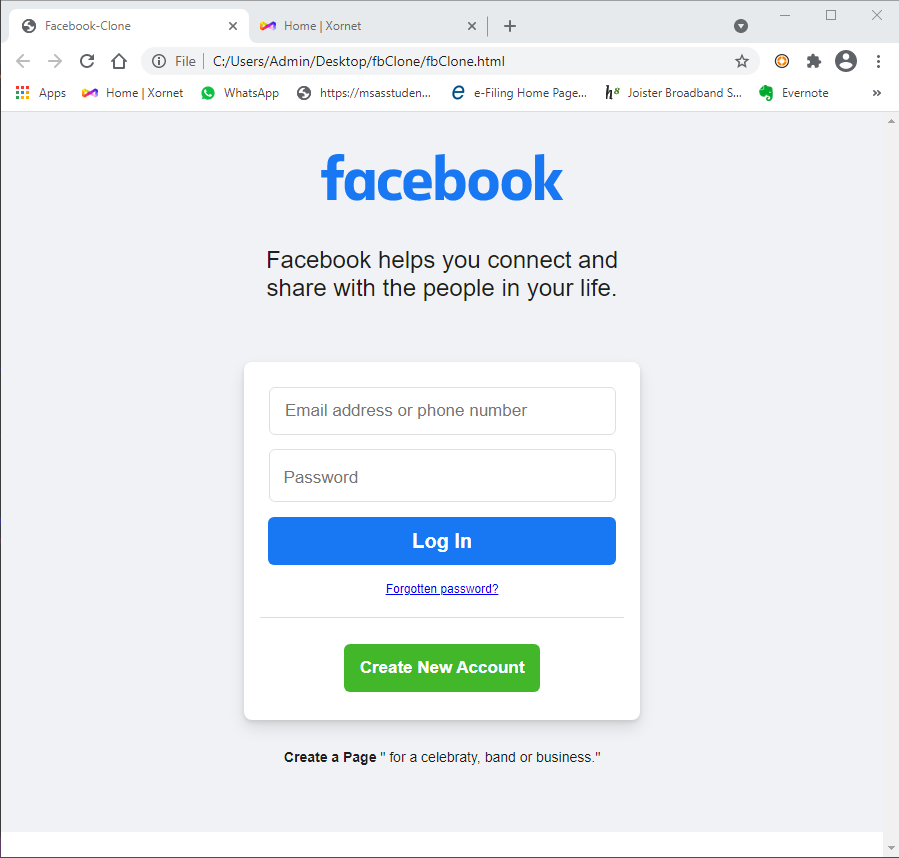 Facebook-Clone
Home | Xornet
File
C:/Users/Admin/Desktop/fbClone/fbClone.html
Apps
Home | Xornet
WhatsApp
https://msasstuden...
e-Filing Home Page...
h8
Joister Broadband S...
Evernote
facebook
Facebook helps you connect and
share with the people in your life.
Email address or phone number
Password
Log In
Forgotten password?
Create New Account
Create a Page " for a celebraty, band or business."